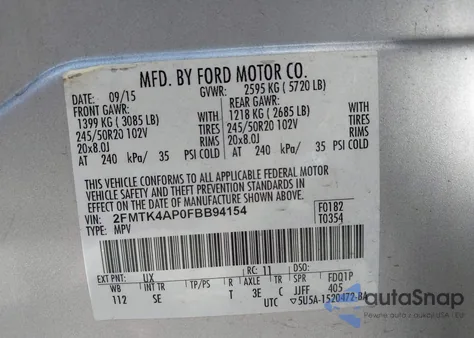 MFD. BY FORD MOTOR CO.
DATE: 09/15 GVWR: 2595 KG (5720 LB)
FRONT GAWR: REAR GAWR:
1399 KG (3085 LB) 1218 KG (2685 LB)
245/50R20 102V TIRES 245/50R20 102V TIRES
20x8.0J RIMS 20x8.0J RIMS
AT 240 kPa/ 35 PSI COLD AT 240 kPa/ 35 PSI COLD
THIS VEHICLE CONFORMS TO ALL APPLICABLE FEDERAL MOTOR
VEHICLE SAFETY AND THEFT PREVENTION STANDARDS IN
EFFECT ON THE DATE OF MANUFACTURE SHOWN ABOVE.
VIN: 2FMTK4AP0FBB94154 F0182
TYPE: MPV T0354
EXT PNT: UX RC: 11 DSO: FDQ1P
WB INT TR TP/PS R AXLE TR SPR 405
112 SE T 3E C JJFF
UTC ▽5U5A-1520472-BA
autaSnap